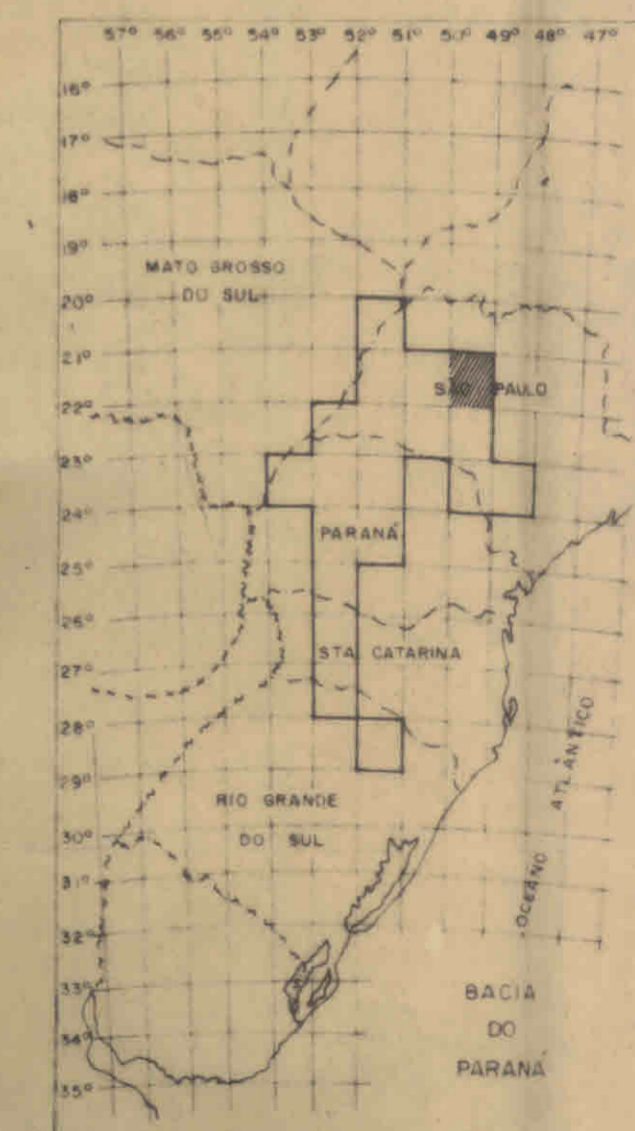 57° 56° 55° 54° 53° 52° 51° 50° 49° 48° 47°
16°
17°
18°
19°
MATO GROSSO
DO SUL
20°
21°
SÃO PAULO
22°
23°
24°
PARANÁ
25°
26°
STA CATARINA
27°
28°
29°
RIO GRANDE
DO SUL
30°
31°
32°
33°
34°
35°
OCEANO ATLÂNTICO
BACIA
DO
PARANÁ